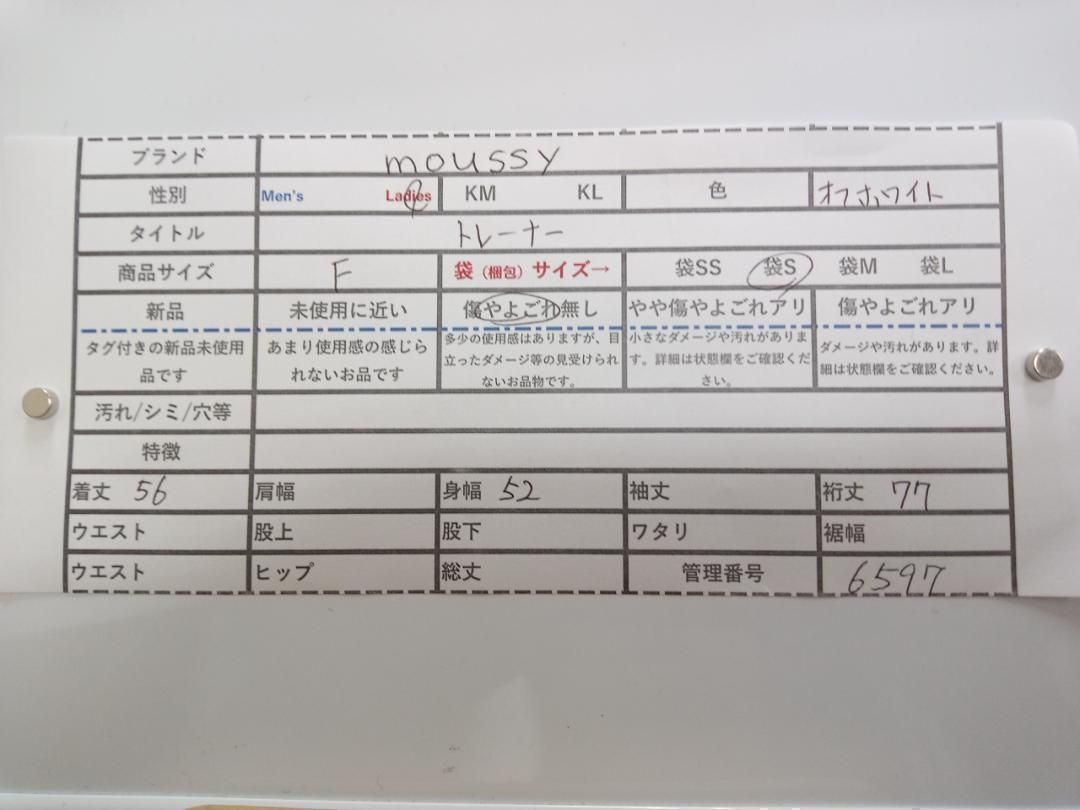 ブランド moussy
性別 Men's Ladies KM KL 色 オフホワイト
タイトル トレーナー
商品サイズ F 袋（梱包）サイズ→ 袋SS 袋S 袋M 袋L
新品 未使用に近い 傷やよごれ無し やや傷やよごれアリ 傷やよごれアリ
タグ付きの新品未使用品です あまり使用感の感じられないお品です 多少の使用感はありますが、目立ったダメージ等の見受けられないお品物です。 小さなダメージや汚れがあります。詳細は状態欄をご確認ください。 ダメージや汚れがあります。詳細は状態欄をご確認ください。
汚れ/シミ/穴等
特徴
着丈 56 肩幅 身幅 52 袖丈 裄丈 77
ウエスト 股上 股下 ワタリ 裾幅
ウエスト ヒップ 総丈 管理番号 6597